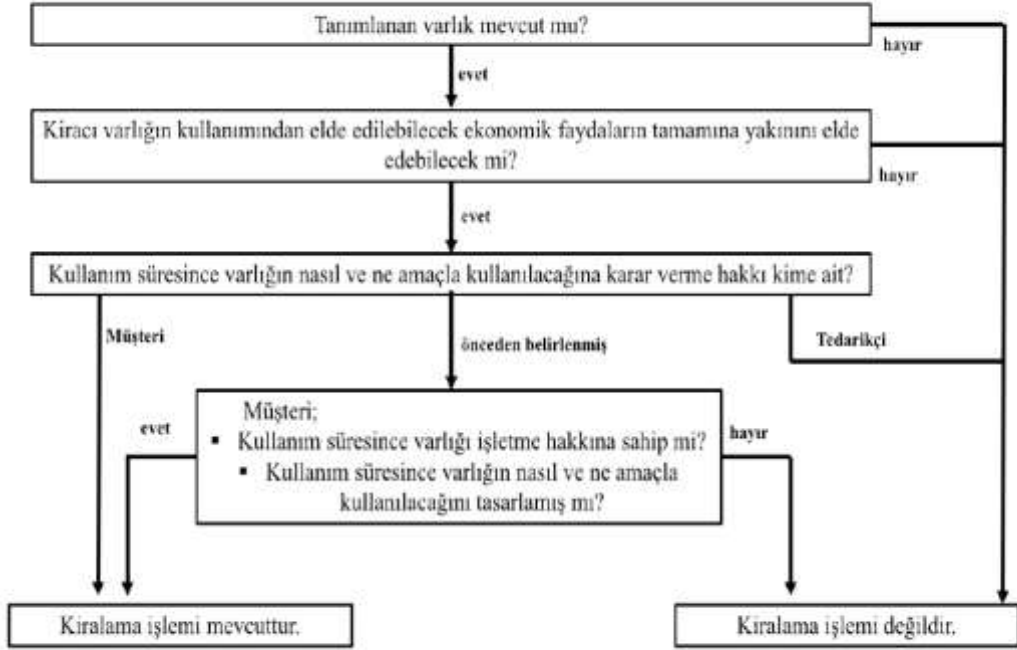 Tanımlanan varlık mevcut mu?
hayır
evet
Kiracı varlığın kullanımından elde edilebilecek ekonomik faydaların tamamına yakınını elde
edebilecek mi?
hayır
evet
Kullanım süresince varlığın nasıl ve ne amaçla kullanılacağına karar verme hakkı kime ait?
Müşteri
önceden belirlenmiş
Tedarikçi
Müşteri;
evet
▪ Kullanım süresince varlığı işletme hakkına sahip mi?
hayır
▪ Kullanım süresince varlığın nasıl ve ne amaçla
kullanılacağını tasarlamış mı?
Kiralama işlemi mevcuttur.
Kiralama işlemi değildir.